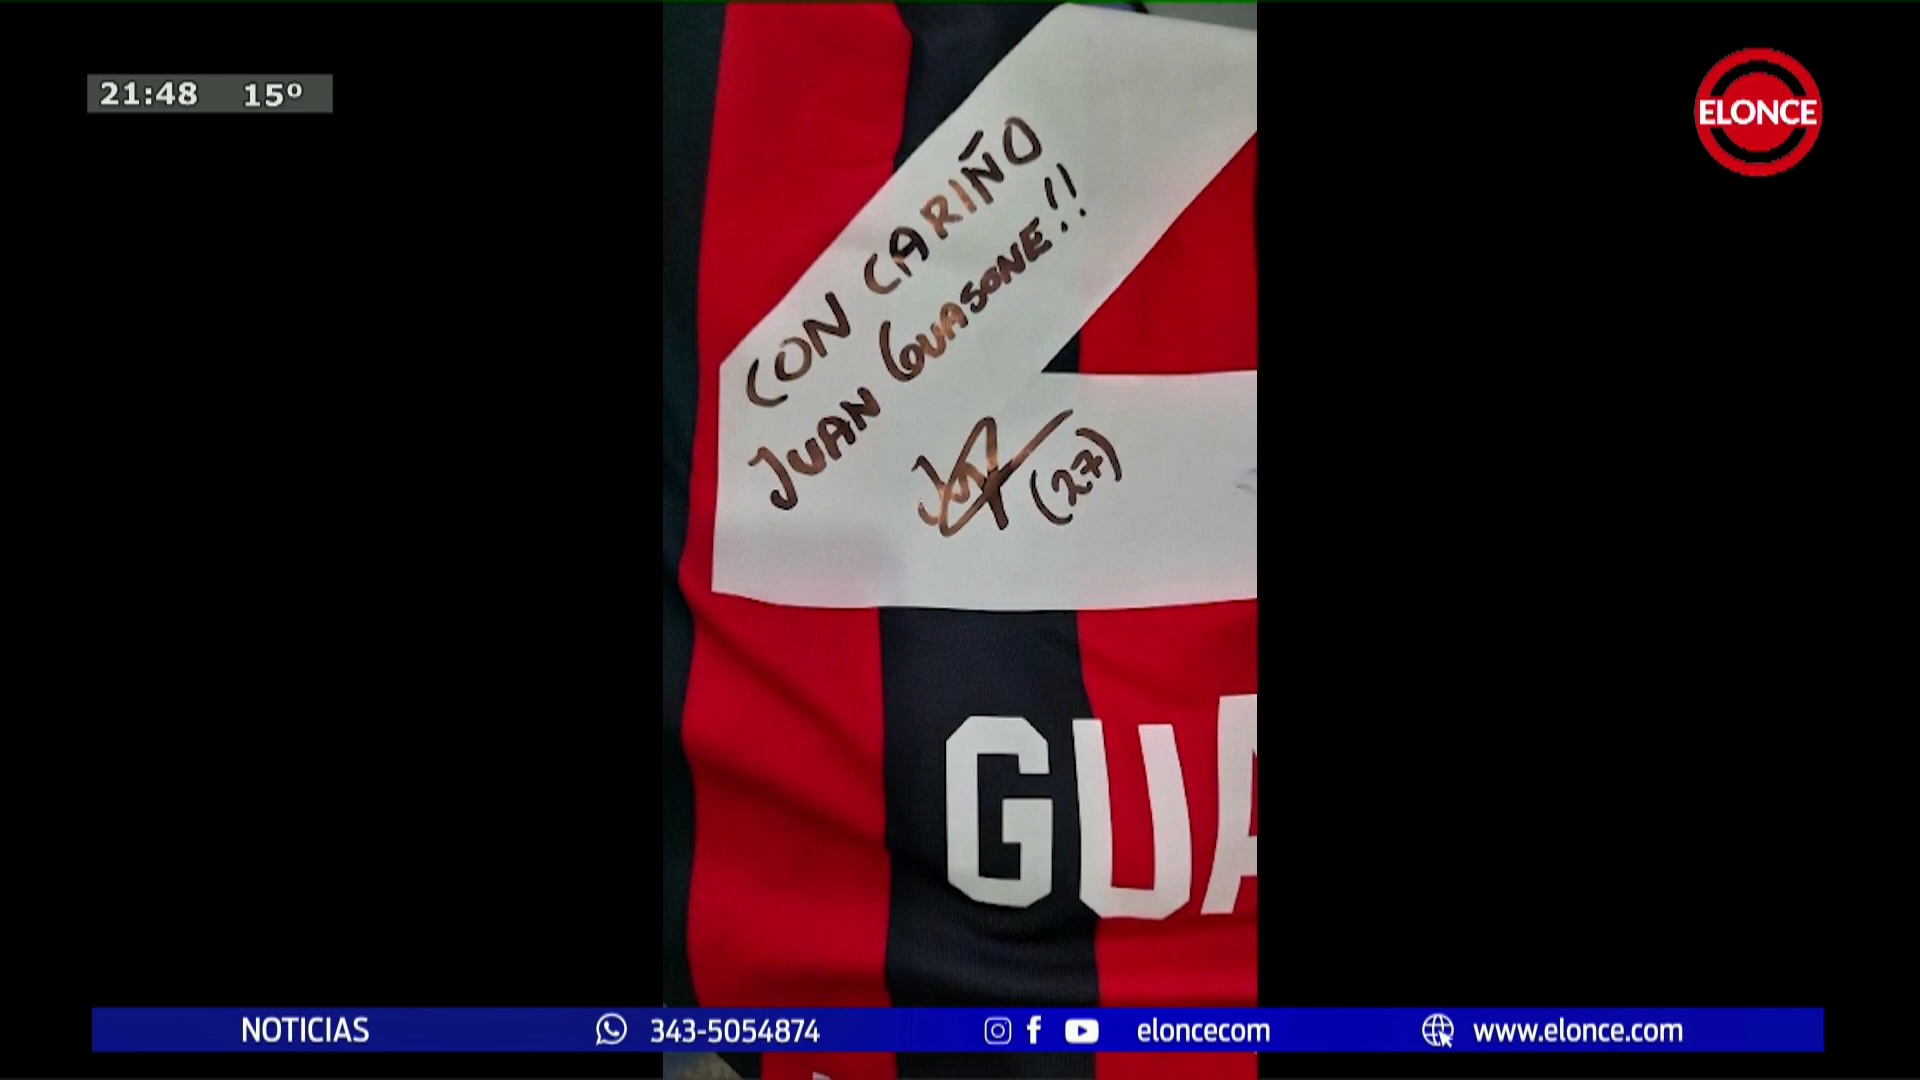 21:48 15º
ELONCE
CON CARIÑO
JUAN GUASONE!!
(27)
GUA
NOTICIAS 343-5054874 eloncecom www.elonce.com